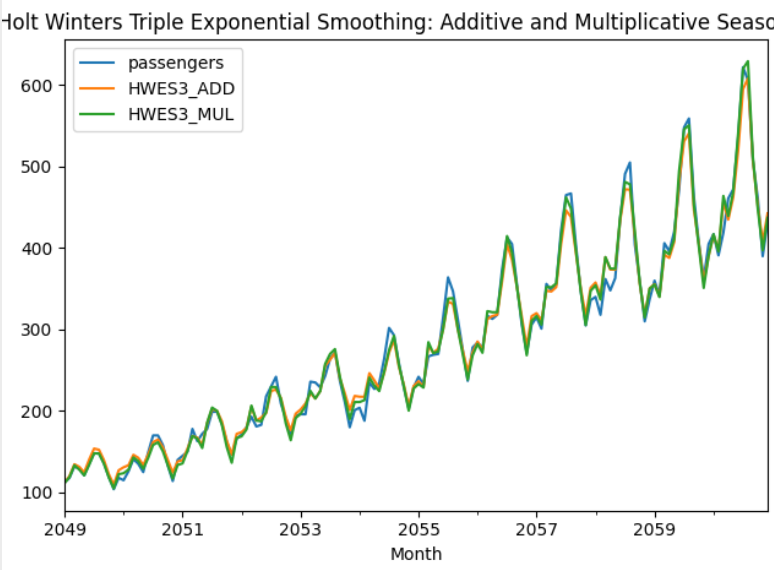 Holt Winters Triple Exponential Smoothing: Additive and Multiplicative Seaso
passengers
HWES3_ADD
HWES3_MUL
600
500
400
300
200
100
2049 2051 2053 2055 2057 2059
Month